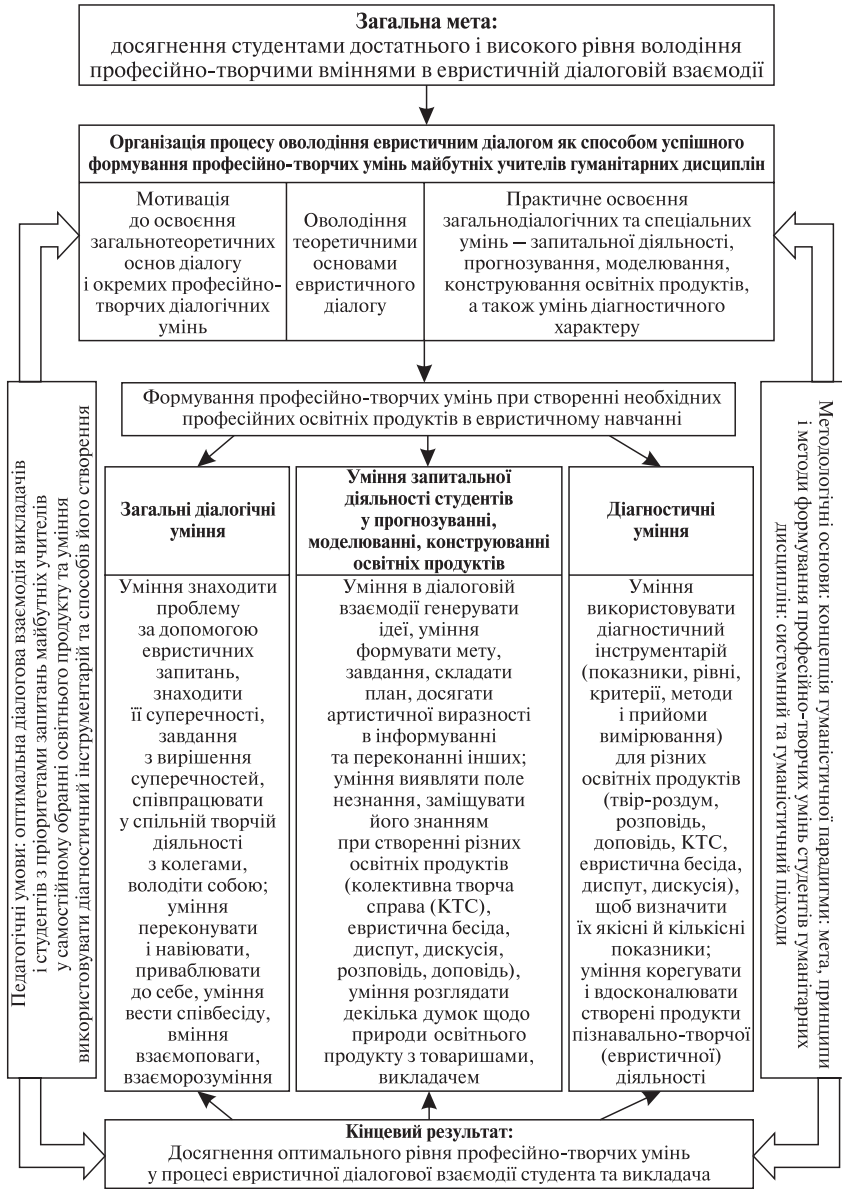 Загальна мета:
досягнення студентами достатнього і високого рівня володіння
професійно-творчими вміннями в евристичній діалоговій взаємодії
Організація процесу оволодіння евристичним діалогом як способом успішного
формування професійно-творчих умінь майбутніх учителів гуманітарних дисциплін
Мотивація
до освоєння
загальнотеоретичних
основ діалогу
і окремих професійно-
творчих діалогічних
умінь
Оволодіння
теоретичними
основами
евристичного
діалогу
Практичне освоєння
загальнодіалогічних та спеціальних
умінь — запитальної діяльності,
прогнозування, моделювання,
конструювання освітніх продуктів,
а також умінь діагностичного
характеру
Педагогічні умови: оптимальна діалогова взаємодія викладачів
і студентів з пріоритетами запитань майбутніх учителів
у самостійному обранні освітнього продукту та уміння
використовувати діагностичний інструментарій та способів його створення
Формування професійно-творчих умінь при створенні необхідних
професійних освітніх продуктів в евристичному навчанні
Загальні діалогічні
уміння
Уміння знаходити
проблему
за допомогою
евристичних
запитань,
знаходити
її суперечності,
завдання
з вирішення
суперечностей,
співпрацювати
у спільній творчій
діяльності
з колегами,
володіти собою;
уміння
переконувати
і навіювати,
приваблювати
до себе, уміння
вести співбесіду,
вміння
взаємоповаги,
взаєморозуміння
Уміння запитальної
діяльності студентів
у прогнозуванні,
моделюванні, конструюванні
освітніх продуктів
Уміння в діалоговій
взаємодії генерувати
ідеї, уміння
формувати мету,
завдання, складати
план, досягати
артистичної виразності
в інформуванні
та переконанні інших;
уміння виявляти поле
незнання, заміщувати
його знанням
при створенні різних
освітніх продуктів
(колективна творча
справа (КТС),
евристична бесіда,
диспут, дискусія,
розповідь, доповідь),
уміння розглядати
декілька думок щодо
природи освітнього
продукту з товаришами,
викладачем
Діагностичні
уміння
Уміння
використовувати
діагностичний
інструментарій
(показники, рівні,
критерії, методи
і прийоми
вимірювання)
для різних
освітніх продуктів
(твір-роздум,
розповідь,
доповідь, КТС,
евристична бесіда,
диспут, дискусія),
щоб визначити
їх якісні й кількісні
показники;
уміння корегувати
і вдосконалювати
створені продукти
пізнавально-творчої
(евристичної)
діяльності
Методологічні основи: концепція гуманістичної парадигми: мета, принципи
і методи формування професійно-творчих умінь студентів гуманітарних
дисциплін: системний та гуманістичний підходи
Кінцевий результат:
Досягнення оптимального рівня професійно-творчих умінь
у процесі евристичної діалогової взаємодії студента та викладача